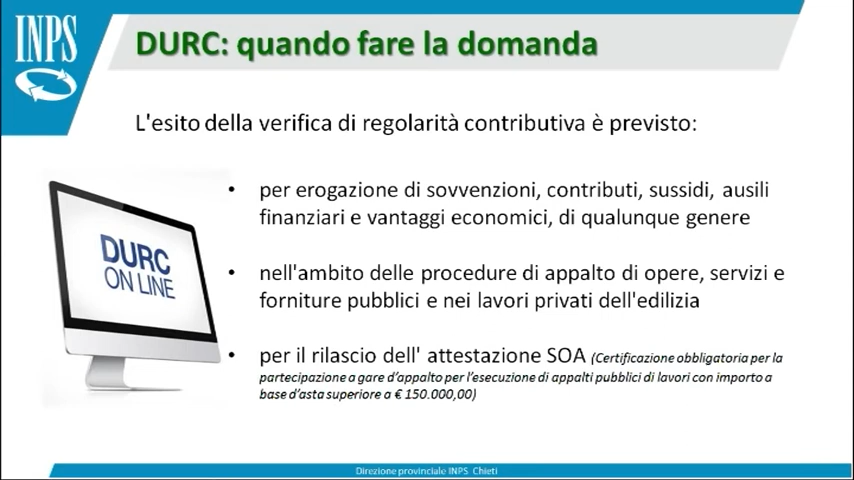 INPS
DURC: quando fare la domanda
L'esito della verifica di regolarità contributiva è previsto:
• per erogazione di sovvenzioni, contributi, sussidi, ausili
finanziari e vantaggi economici, di qualunque genere
DURC
ON LINE
• nell'ambito delle procedure di appalto di opere, servizi e
forniture pubblici e nei lavori privati dell'edilizia
• per il rilascio dell' attestazione SOA (Certificazione obbligatoria per la
partecipazione a gare d'appalto per l'esecuzione di appalti pubblici di lavori con importo a
base d'asta superiore a € 150.000,00)
Direzione provinciale INPS Chieti